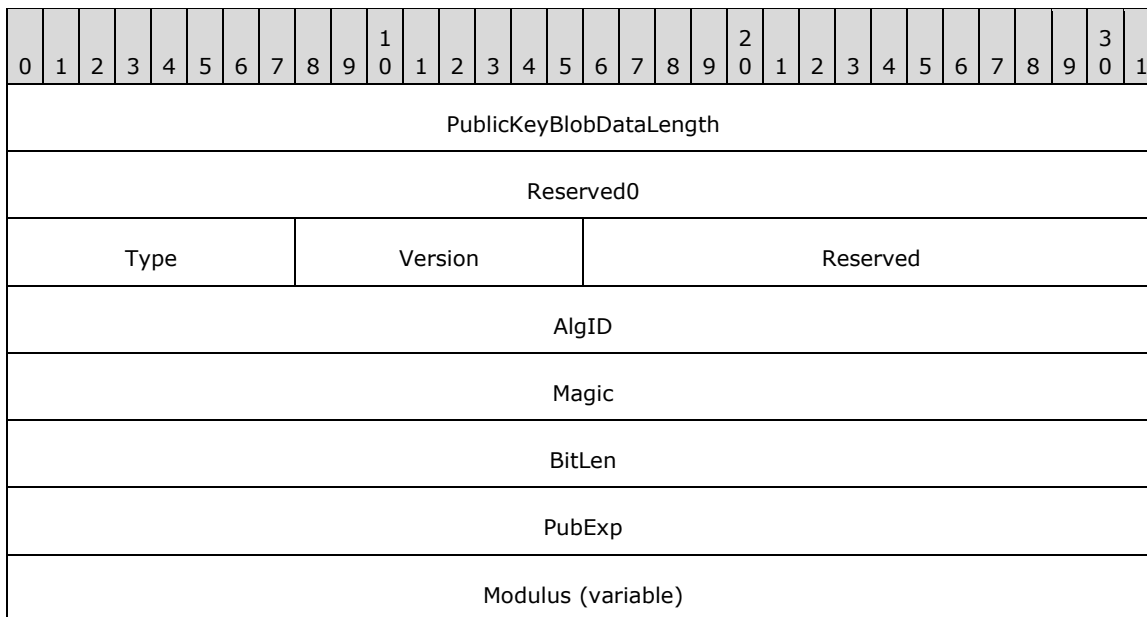 1 2 3
0 1 2 3 4 5 6 7 8 9 0 1 2 3 4 5 6 7 8 9 0 1 2 3 4 5 6 7 8 9 0 1
PublicKeyBlobDataLength
Reserved0
Type Version Reserved
AlgID
Magic
BitLen
PubExp
Modulus (variable)